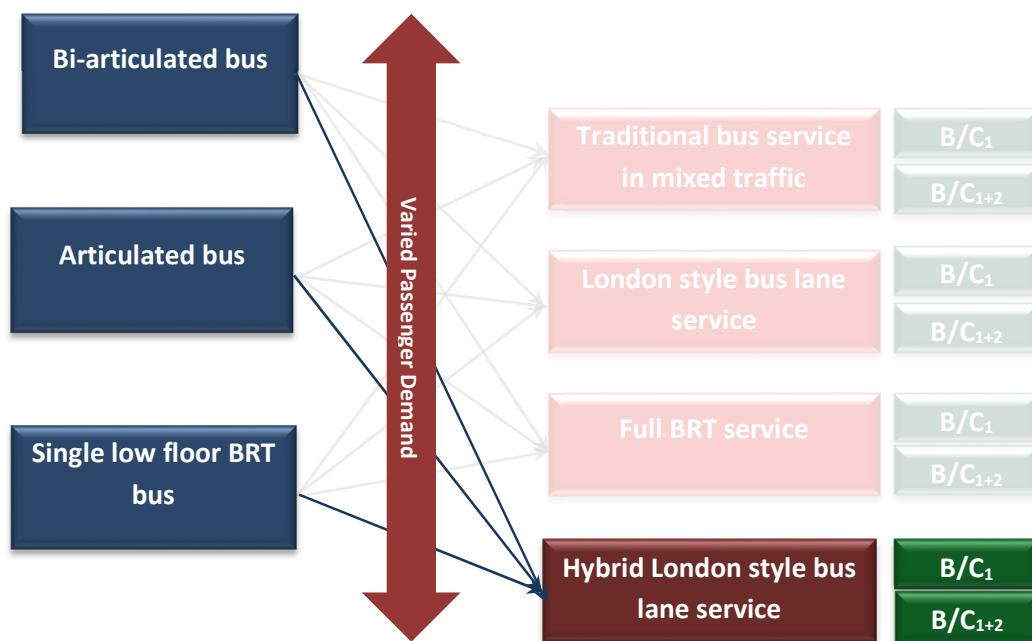 Bi-articulated bus
Articulated bus
Single low floor BRT
bus
Varied Passenger Demand
Traditional bus service
in mixed traffic
B/C₁
B/C₁₊₂
London style bus lane
service
B/C₁
B/C₁₊₂
Full BRT service
B/C₁
B/C₁₊₂
Hybrid London style bus
lane service
B/C₁
B/C₁₊₂